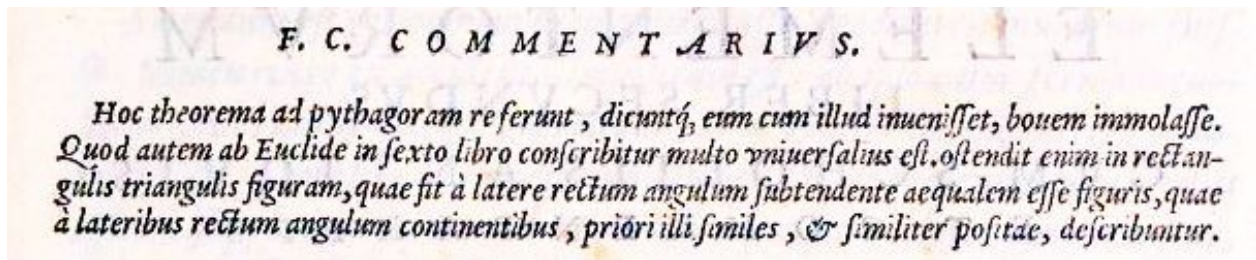 F. C. COMMENTARIVS.
Hoc theorema ad pythagoram referunt, dicuntq́; eum cum illud inueniſſet, bouem immolaſſe.
Quod autem ab Euclide in ſexto libro conſcribitur multo vniuerſalius eſt. oſtendit enim in rectan-
gulis triangulis figuram, quae fit à latere rectum angulum ſubtendente aequalem eſſe figuris, quae
à lateribus rectum angulum continentibus, priori illi ſimiles, & ſimiliter poſitae, deſcribuntur.